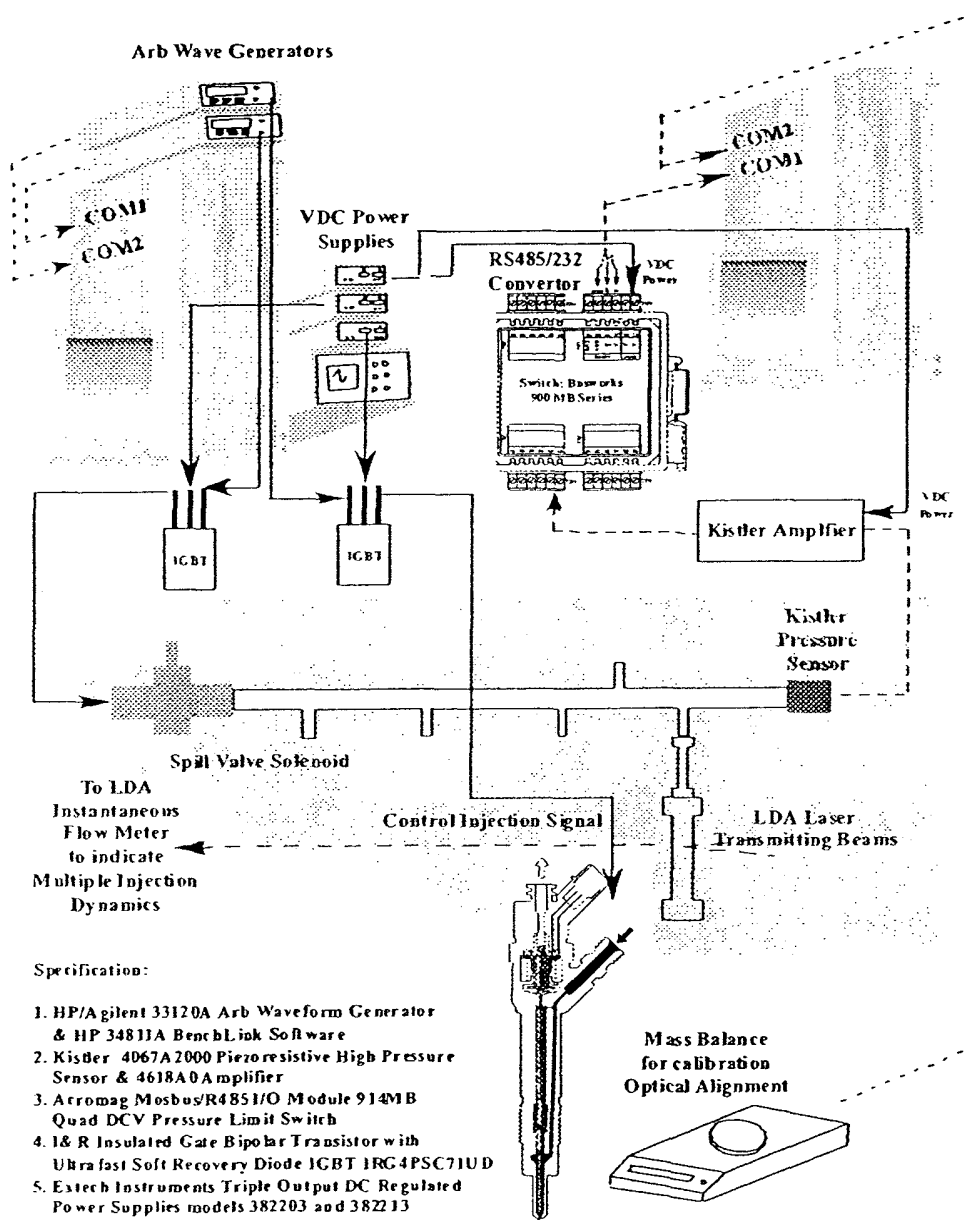 Arb Wave Generators
COM2
COM1
COM1
COM2
VDC Power
Supplies
RS485/232
Convertor
VDC
Power
Switch: Busworks
900 MB Series
VDC
Power
Kistler Amplifier
IGBT
IGBT
Kistler
Pressure
Sensor
Spill Valve Solenoid
To LDA
Instantaneous
Flow Meter
to indicate
Multiple Injection
Dynamics
Control Injection Signal
LDA Laser
Transmitting Beams
Specification:
1. HP/Agilent 33120A Arb Waveform Generator
& HP 34811A BenchLink Software
2. Kistler 4067A2000 Piezoresistive High Pressure
Sensor & 4618A0 Amplifier
3. Acromag Mosbus/R485 I/O Module 914MB
Quad DCV Pressure Limit Switch
4. I& R Insulated Gate Bipolar Transistor with
Ultrafast Soft Recovery Diode IGBT IRG4PSC71UD
5. Extech Instruments Triple Output DC Regulated
Power Supplies models 382203 and 382213
Mass Balance
for calibration
Optical Alignment